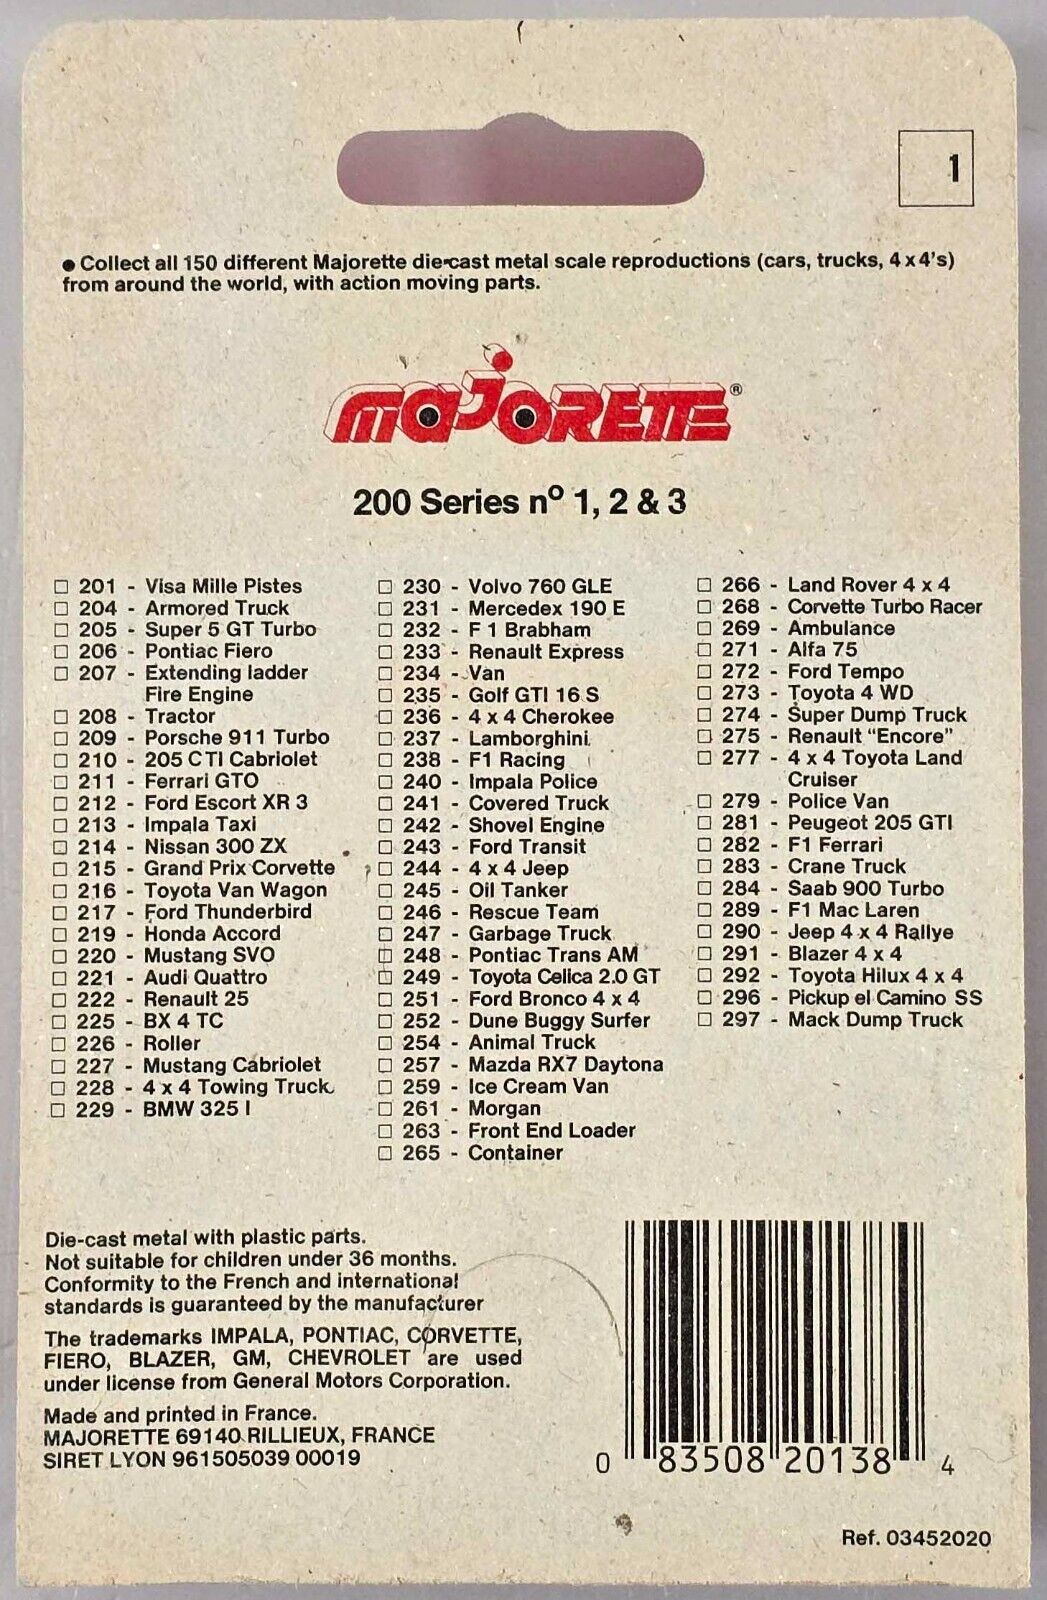 1
● Collect all 150 different Majorette die-cast metal scale reproductions (cars, trucks, 4 x 4's)
from around the world, with action moving parts.
MAJORETTE®
200 Series nº 1, 2 & 3
□ 201 - Visa Mille Pistes
□ 204 - Armored Truck
□ 205 - Super 5 GT Turbo
□ 206 - Pontiac Fiero
□ 207 - Extending ladder
Fire Engine
□ 208 - Tractor
□ 209 - Porsche 911 Turbo
□ 210 - 205 CTI Cabriolet
□ 211 - Ferrari GTO
□ 212 - Ford Escort XR 3
□ 213 - Impala Taxi
□ 214 - Nissan 300 ZX
□ 215 - Grand Prix Corvette
□ 216 - Toyota Van Wagon
□ 217 - Ford Thunderbird
□ 219 - Honda Accord
□ 220 - Mustang SVO
□ 221 - Audi Quattro
□ 222 - Renault 25
□ 225 - BX 4 TC
□ 226 - Roller
□ 227 - Mustang Cabriolet
□ 228 - 4 x 4 Towing Truck
□ 229 - BMW 325 I
□ 230 - Volvo 760 GLE
□ 231 - Mercedex 190 E
□ 232 - F 1 Brabham
□ 233 - Renault Express
□ 234 - Van
□ 235 - Golf GTI 16 S
□ 236 - 4 x 4 Cherokee
□ 237 - Lamborghini
□ 238 - F1 Racing
□ 240 - Impala Police
□ 241 - Covered Truck
□ 242 - Shovel Engine
□ 243 - Ford Transit
□ 244 - 4 x 4 Jeep
□ 245 - Oil Tanker
□ 246 - Rescue Team
□ 247 - Garbage Truck
□ 248 - Pontiac Trans AM
□ 249 - Toyota Celica 2.0 GT
□ 251 - Ford Bronco 4 x 4
□ 252 - Dune Buggy Surfer
□ 254 - Animal Truck
□ 257 - Mazda RX7 Daytona
□ 259 - Ice Cream Van
□ 261 - Morgan
□ 263 - Front End Loader
□ 265 - Container
□ 266 - Land Rover 4 x 4
□ 268 - Corvette Turbo Racer
□ 269 - Ambulance
□ 271 - Alfa 75
□ 272 - Ford Tempo
□ 273 - Toyota 4 WD
□ 274 - Super Dump Truck
□ 275 - Renault "Encore"
□ 277 - 4 x 4 Toyota Land
Cruiser
□ 279 - Police Van
□ 281 - Peugeot 205 GTI
□ 282 - F1 Ferrari
□ 283 - Crane Truck
□ 284 - Saab 900 Turbo
□ 289 - F1 Mac Laren
□ 290 - Jeep 4 x 4 Rallye
□ 291 - Blazer 4 x 4
□ 292 - Toyota Hilux 4 x 4
□ 296 - Pickup el Camino SS
□ 297 - Mack Dump Truck
Die-cast metal with plastic parts.
Not suitable for children under 36 months.
Conformity to the French and international
standards is guaranteed by the manufacturer
The trademarks IMPALA, PONTIAC, CORVETTE,
FIERO, BLAZER, GM, CHEVROLET are used
under license from General Motors Corporation.
Made and printed in France.
MAJORETTE 69140 RILLIEUX, FRANCE
SIRET LYON 961505039 00019
0 83508 20138 4
Ref. 03452020